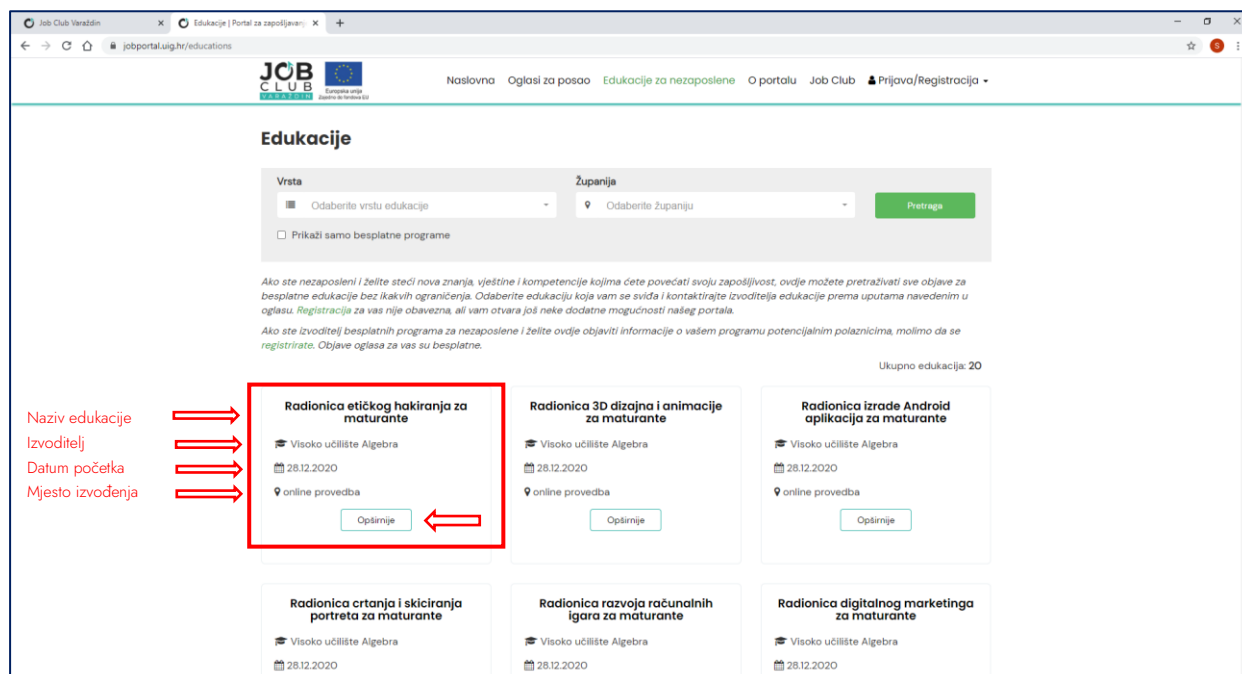 Job Club Varaždin
Edukacije | Portal za zapošljavanj
jobportal.uig.hr/educations
S
JOB
CLUB
VARAŽDIN
Europska unija
Zajedno do fondova EU
Naslovna Oglasi za posao Edukacije za nezaposlene O portalu Job Club Prijava/Registracija
Edukacije
Vrsta Županija
Odaberite vrstu edukacije Odaberite županiju Pretraga
Prikaži samo besplatne programe
Ako ste nezaposleni i želite steći nova znanja, vještine i kompetencije kojima ćete povećati svoju zapošljivost, ovdje možete pretraživati sve objave za
besplatne edukacije bez ikakvih ograničenja. Odaberite edukaciju koja vam se sviđa i kontaktirajte izvoditelja edukacije prema uputama navedenim u
oglasu. Registracija za vas nije obavezna, ali vam otvara još neke dodatne mogućnosti našeg portala.
Ako ste izvoditelj besplatnih programa za nezaposlene i želite ovdje objaviti informacije o vašem programu potencijalnim polaznicima, molimo da se
registrirate. Objave oglasa za vas su besplatne.
Ukupno edukacija: 20
Naziv edukacije
Izvoditelj
Datum početka
Mjesto izvođenja
Radionica etičkog hakiranja za
maturante
Visoko učilište Algebra
28.12.2020
online provedba
Opširnije
Radionica 3D dizajna i animacije
za maturante
Visoko učilište Algebra
28.12.2020
online provedba
Opširnije
Radionica izrade Android
aplikacija za maturante
Visoko učilište Algebra
28.12.2020
online provedba
Opširnije
Radionica crtanja i skiciranja
portreta za maturante
Visoko učilište Algebra
28.12.2020
Radionica razvoja računalnih
igara za maturante
Visoko učilište Algebra
28.12.2020
Radionica digitalnog marketinga
za maturante
Visoko učilište Algebra
28.12.2020